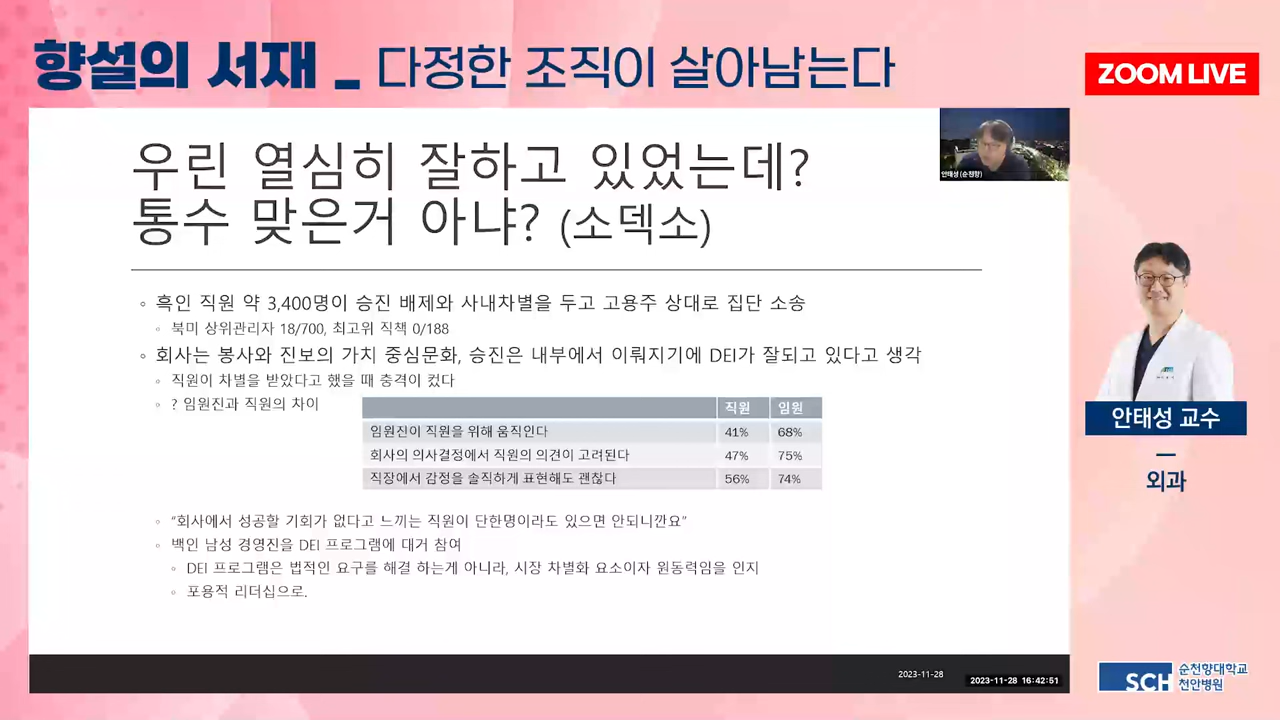 향설의 서재 _ 다정한 조직이 살아남는다
ZOOM LIVE
우린 열심히 잘하고 있었는데?
통수 맞은거 아냐? (소덱소)
안태성 (순천향)
◦ 흑인 직원 약 3,400명이 승진 배제와 사내차별을 두고 고용주 상대로 집단 소송
◦ 북미 상위관리자 18/700, 최고위 직책 0/188
◦ 회사는 봉사와 진보의 가치 중심문화, 승진은 내부에서 이뤄지기에 DEI가 잘되고 있다고 생각
◦ 직원이 차별을 받았다고 했을 때 충격이 컸다
◦ ? 임원진과 직원의 차이
직원 임원
임원진이 직원을 위해 움직인다 41% 68%
회사의 의사결정에서 직원의 의견이 고려된다 47% 75%
직장에서 감정을 솔직하게 표현해도 괜찮다 56% 74%
◦ “회사에서 성공할 기회가 없다고 느끼는 직원이 단한명이라도 있으면 안되니깐요”
◦ 백인 남성 경영진을 DEI 프로그램에 대거 참여
◦ DEI 프로그램은 법적인 요구를 해결 하는게 아니라, 시장 차별화 요소이자 원동력임을 인지
◦ 포용적 리더십으로.
2023-11-28
2023-11-28 16:42:51
안태성 교수
외과
SCH 순천향대학교
천안병원